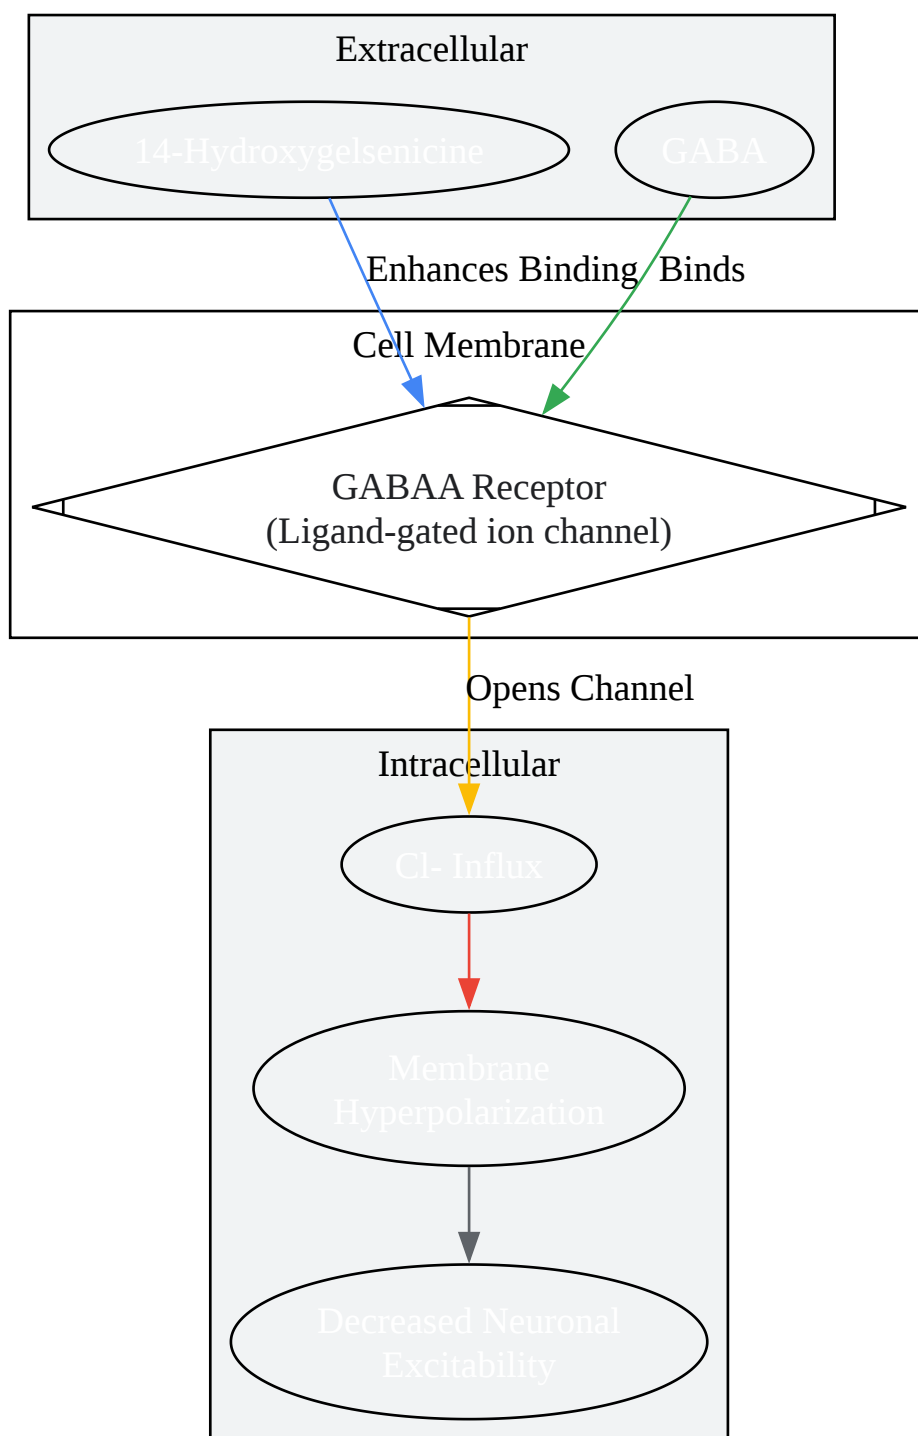 Extracellular
14-Hydroxygelsenicine
GABA
Enhances Binding
Binds
Cell Membrane
GABAA Receptor
(Ligand-gated ion channel)
Opens Channel
Intracellular
Cl- Influx
Membrane
Hyperpolarization
Decreased Neuronal
Excitability